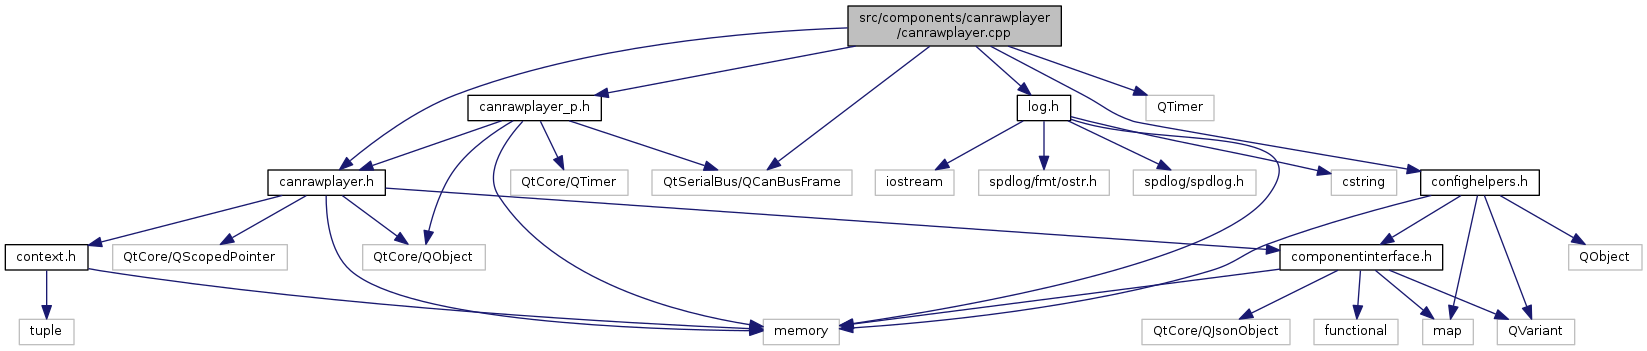 src/components/canrawplayer
/canrawplayer.cpp
canrawplayer_p.h
log.h
QTimer
canrawplayer.h
QtCore/QTimer
QtSerialBus/QCanBusFrame
iostream
spdlog/fmt/ostr.h
spdlog/spdlog.h
cstring
confighelpers.h
context.h
QtCore/QScopedPointer
QtCore/QObject
componentinterface.h
QObject
tuple
memory
QtCore/QJsonObject
functional
map
QVariant